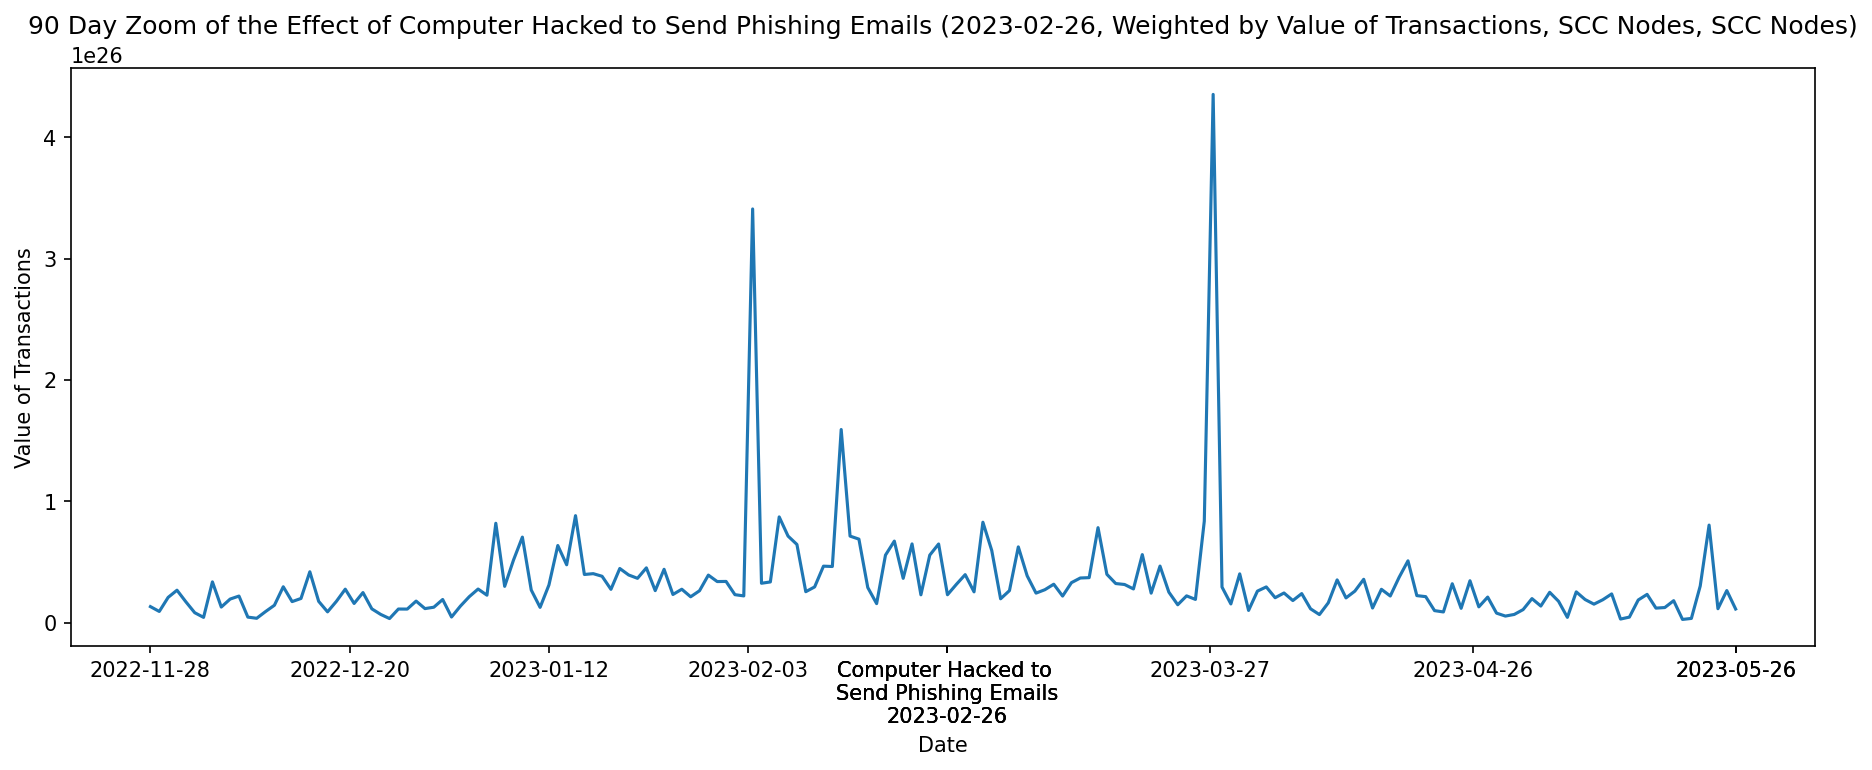 90 Day Zoom of the Effect of Computer Hacked to Send Phishing Emails (2023-02-26, Weighted by Value of Transactions, SCC Nodes, SCC Nodes)
1e26
4
3
2
1
0
Value of Transactions
2022-11-28
2022-12-20
2023-01-12
2023-02-03
Computer Hacked to
Send Phishing Emails
2023-02-26
2023-03-27
2023-04-26
2023-05-26
Date